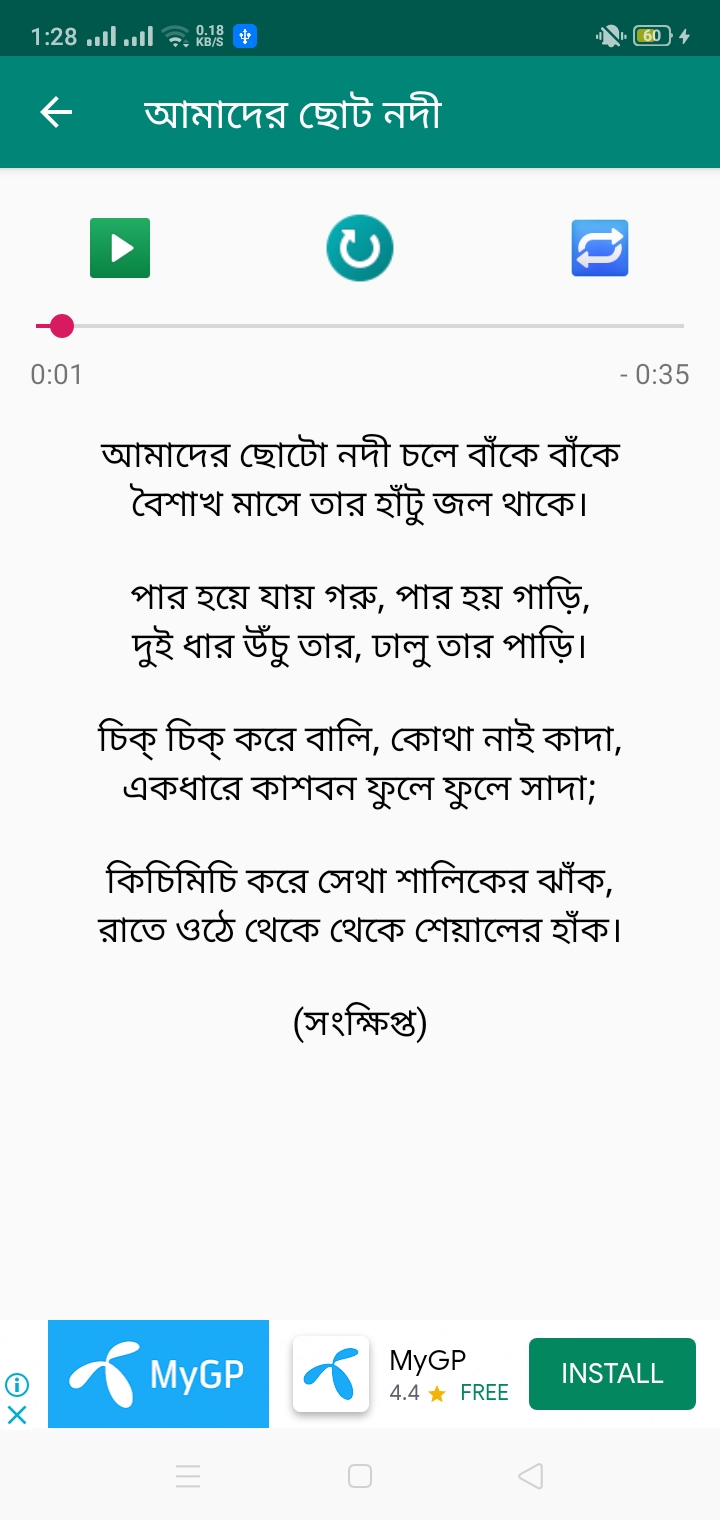 1:28
0.18
KB/S
60
আমাদের ছোট নদী
0:01
- 0:35
আমাদের ছোটো নদী চলে বাঁকে বাঁকে
বৈশাখ মাসে তার হাঁটু জল থাকে।
পার হয়ে যায় গরু, পার হয় গাড়ি,
দুই ধার উঁচু তার, ঢালু তার পাড়ি।
চিক্ চিক্ করে বালি, কোথা নাই কাদা,
একধারে কাশবন ফুলে ফুলে সাদা;
কিচিমিচি করে সেথা শালিকের ঝাঁক,
রাতে ওঠে থেকে থেকে শেয়ালের হাঁক।
(সংক্ষিপ্ত)
MyGP
MyGP
4.4 ★ FREE
INSTALL